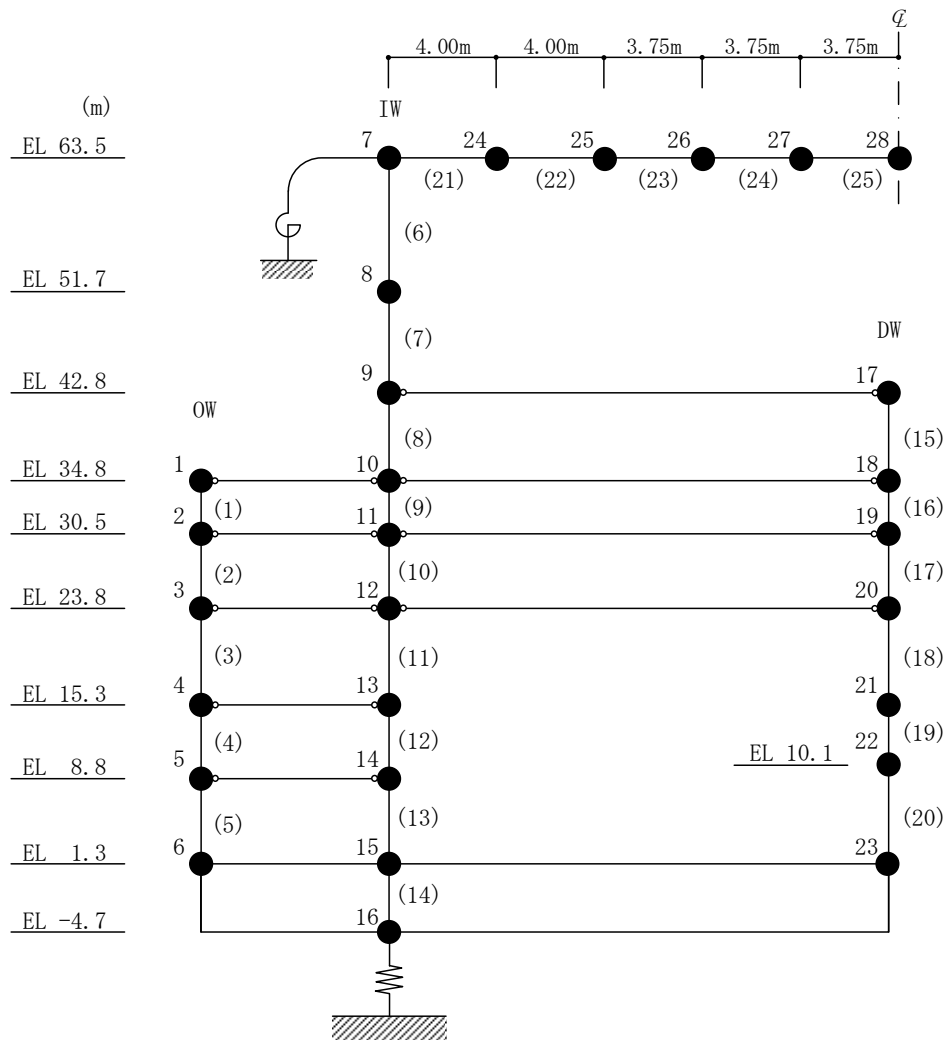 ℄
4.00m 4.00m 3.75m 3.75m 3.75m
(m)
IW
EL 63.5 7 24 25 26 27 28
(21) (22) (23) (24) (25)
(6)
EL 51.7 8
(7)
DW
EL 42.8 9 17
OW
(8) (15)
EL 34.8 1 10 18
(1) (9) (16)
EL 30.5 2 11 19
(2) (10) (17)
EL 23.8 3 12 20
(3) (11) (18)
EL 15.3 4 13 21
(4) (12) (19)
EL 10.1 22
EL 8.8 5 14
(5) (13) (20)
EL 1.3 6 15 23
(14)
EL -4.7 16